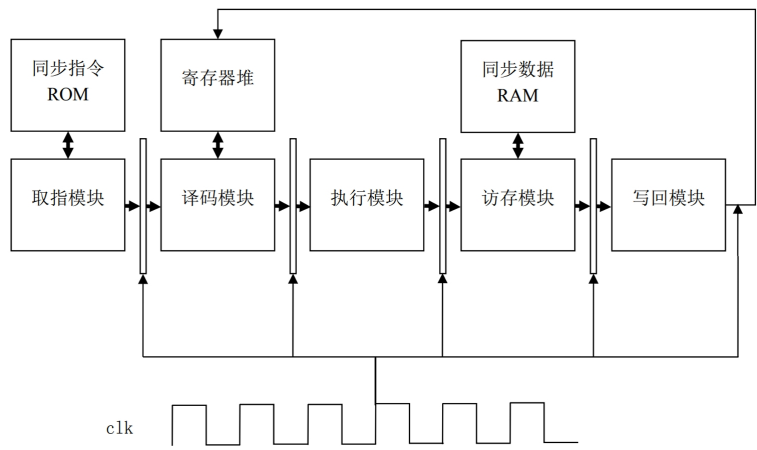 同步指令
ROM
寄存器堆
同步数据
RAM
取指模块
译码模块
执行模块
访存模块
写回模块
clk